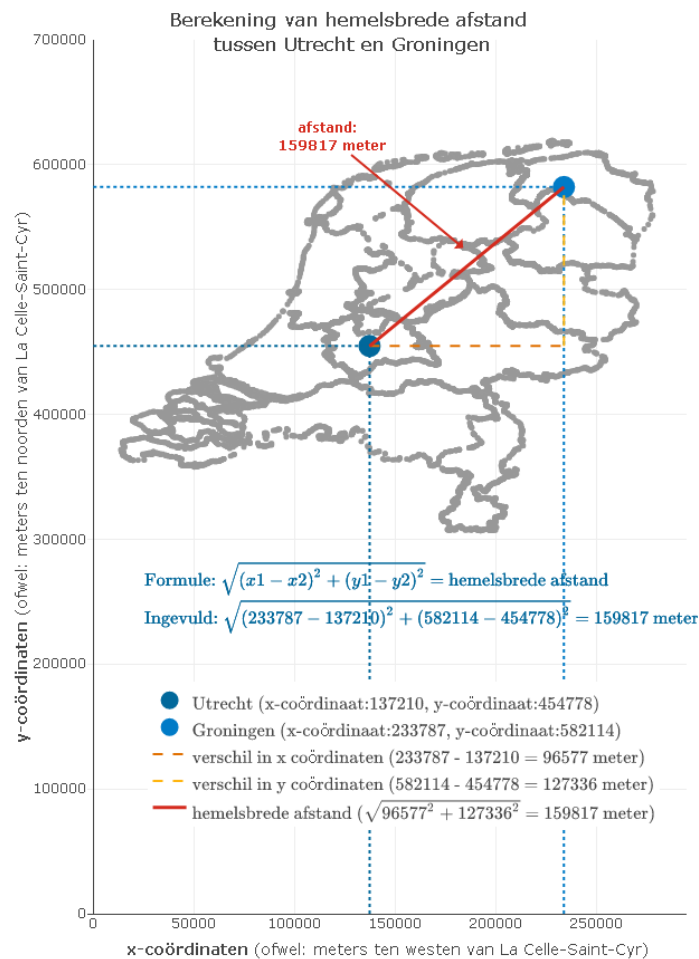 Berekening van hemelsbrede afstand
tussen Utrecht en Groningen
700000
600000
500000
400000
300000
200000
100000
0
y-coördinaten (ofwel: meters ten noorden van La Celle-Saint-Cyr)
afstand:
159817 meter
Formule: √(x1 − x2)² + (y1 − y2)² = hemelsbrede afstand
Ingevuld: √(233787 − 137210)² + (582114 − 454778)² = 159817 meter
Utrecht (x-coördinaat:137210, y-coördinaat:454778)
Groningen (x-coördinaat:233787, y-coördinaat:582114)
verschil in x coördinaten (233787 - 137210 = 96577 meter)
verschil in y coördinaten (582114 - 454778 = 127336 meter)
hemelsbrede afstand (√96577² + 127336² = 159817 meter)
0 50000 100000 150000 200000 250000
x-coördinaten (ofwel: meters ten westen van La Celle-Saint-Cyr)